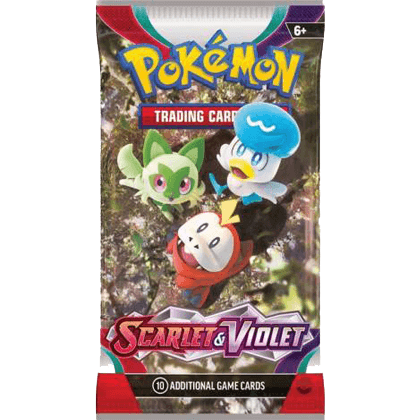 6+
POKéMON
TRADING CARD
SCARLET & VIOLET
10 ADDITIONAL GAME CARDS